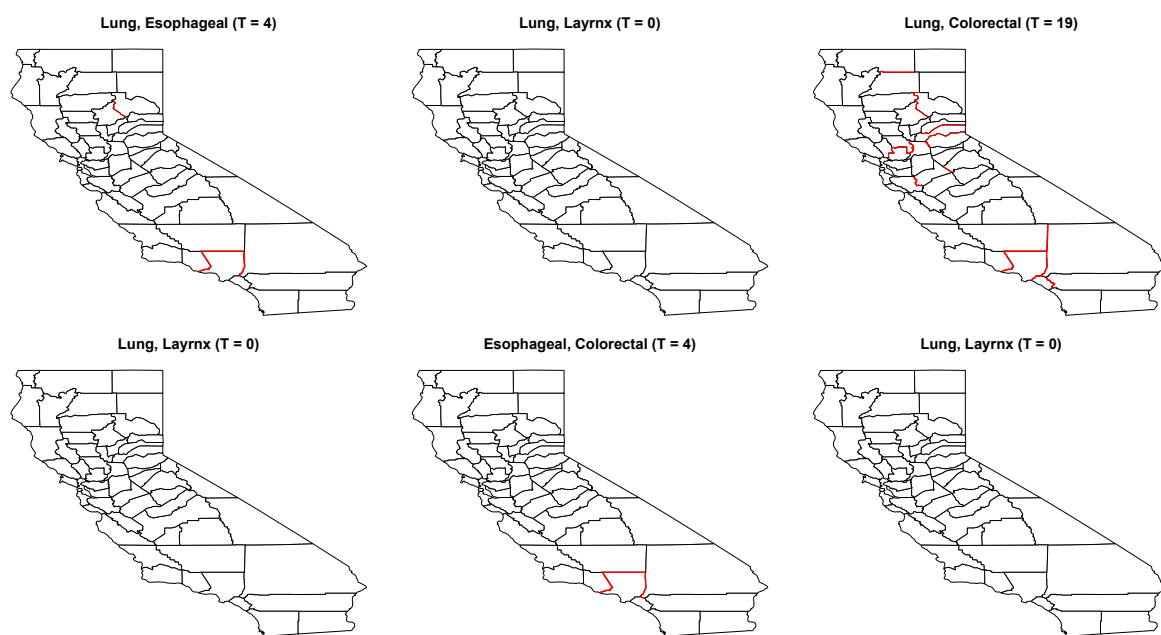 Lung, Esophageal (T = 4)
Lung, Layrnx (T = 0)
Lung, Colorectal (T = 19)
Lung, Layrnx (T = 0)
Esophageal, Colorectal (T = 4)
Lung, Layrnx (T = 0)